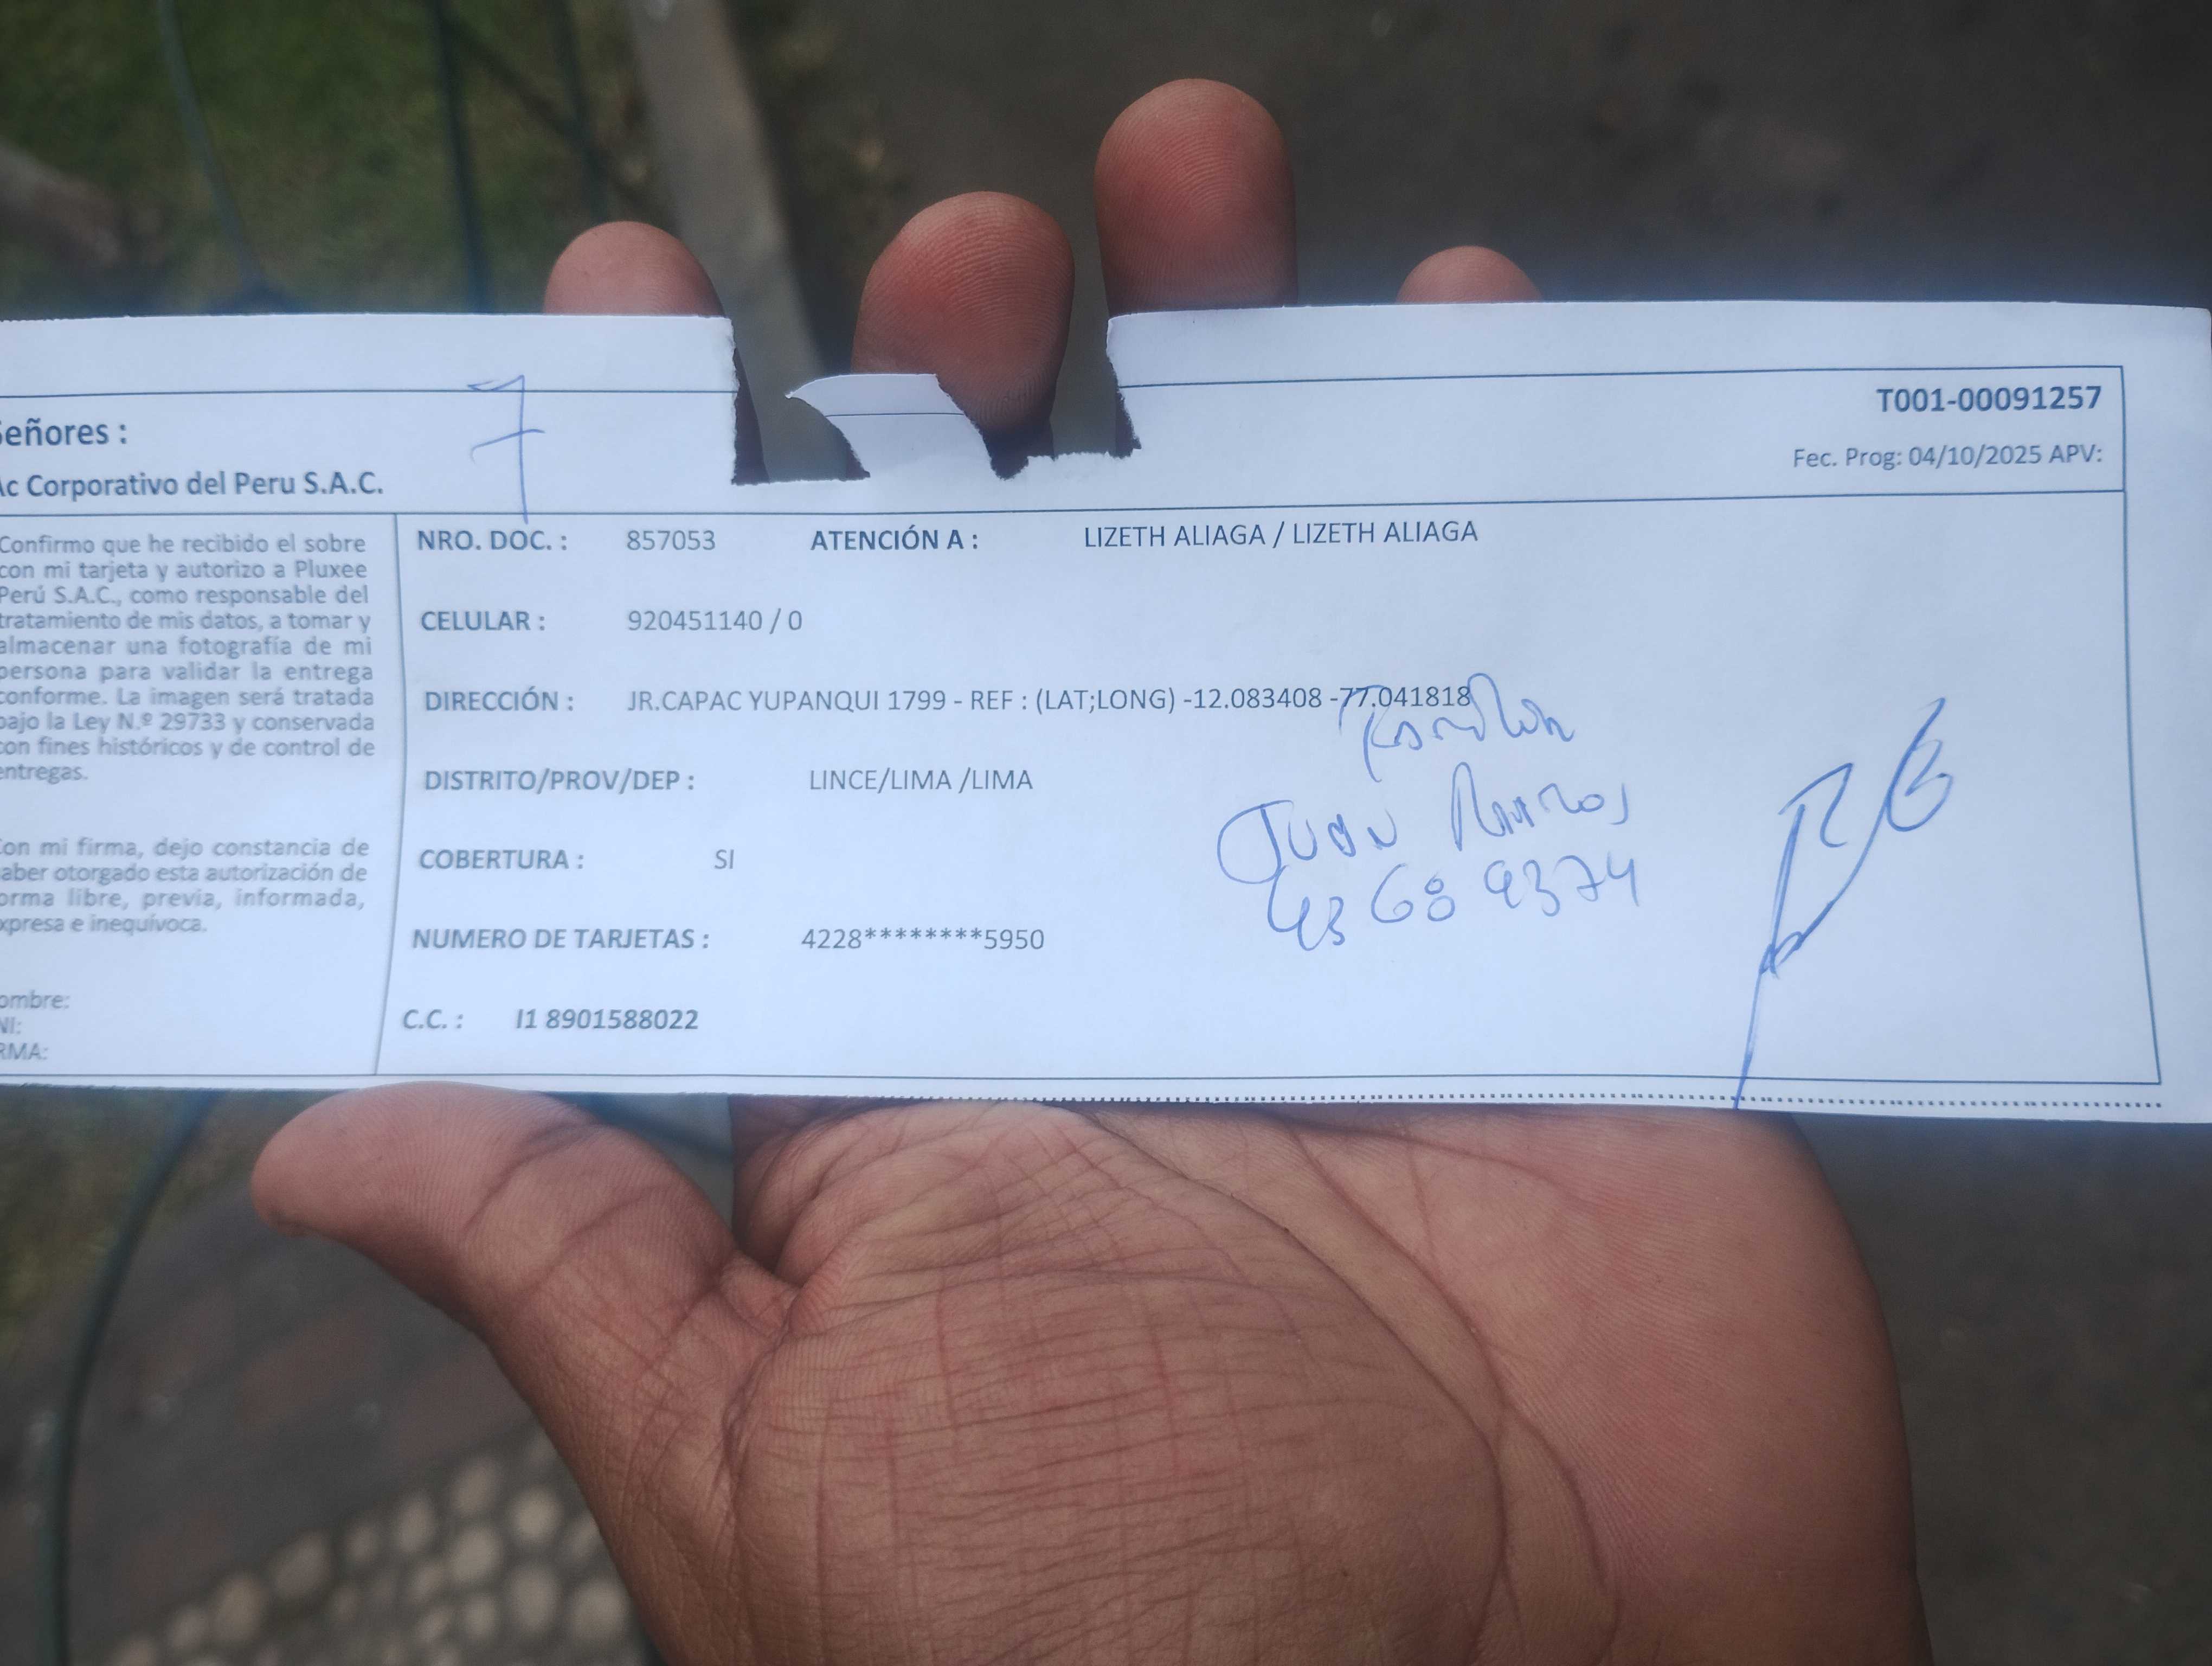 T001-00091257
eñores :
Fec. Prog: 04/10/2025 APV:
Ac Corporativo del Peru S.A.C.
7
Confirmo que he recibido el sobre
con mi tarjeta y autorizo a Pluxee
Perú S.A.C., como responsable del
tratamiento de mis datos, a tomar y
almacenar una fotografía de mi
persona para validar la entrega
conforme. La imagen será tratada
bajo la Ley N.º 29733 y conservada
con fines históricos y de control de
entregas.
Con mi firma, dejo constancia de
haber otorgado esta autorización de
orma libre, previa, informada,
xpresa e inequívoca.
ombre:
NI:
RMA:
NRO. DOC. : 857053 ATENCIÓN A : LIZETH ALIAGA / LIZETH ALIAGA
CELULAR : 920451140 / 0
DIRECCIÓN : JR.CAPAC YUPANQUI 1799 - REF : (LAT;LONG) -12.083408 -77.041818
DISTRITO/PROV/DEP : LINCE/LIMA /LIMA
COBERTURA : SI
NUMERO DE TARJETAS : 4228********5950
C.C. : I1 8901588022
Juan